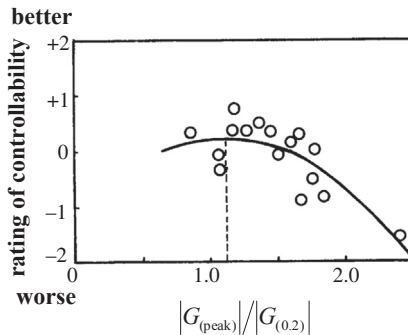 better
rating of controllability
+2
+1
0
−1
−2
0
1.0
2.0
worse
|G(peak)|/|G(0.2)|